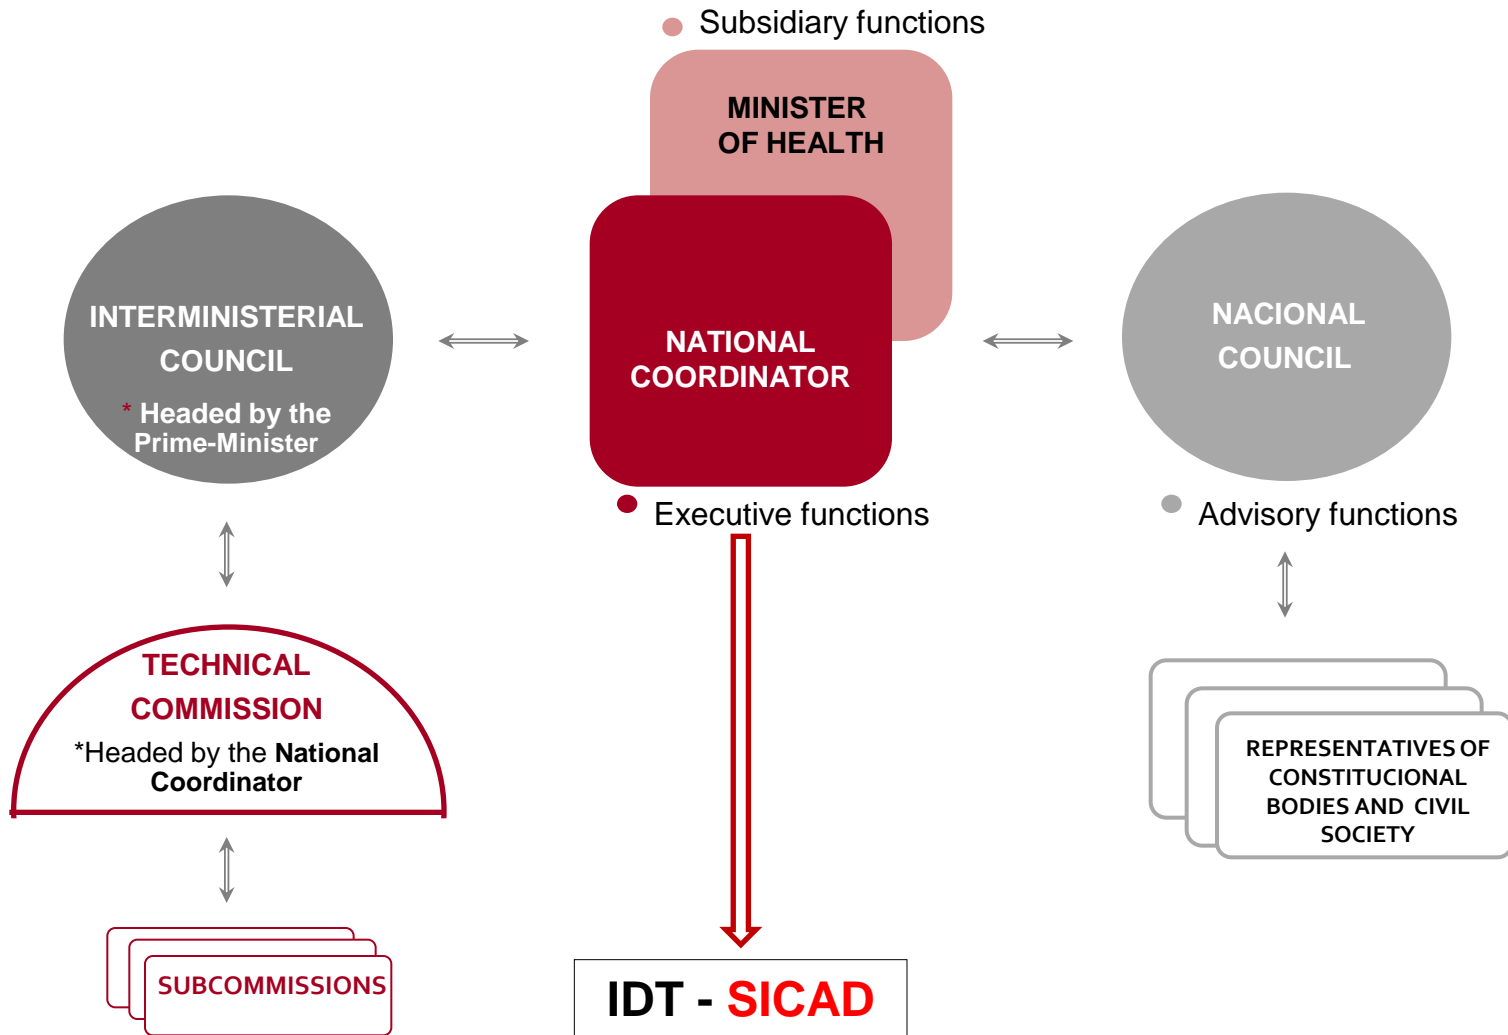 Subsidiary functions
MINISTER
OF HEALTH
INTERMINISTERIAL
COUNCIL
* Headed by the
Prime-Minister
NATIONAL
COORDINATOR
NACIONAL
COUNCIL
Executive functions
Advisory functions
TECHNICAL
COMMISSION
*Headed by the National
Coordinator
REPRESENTATIVES OF
CONSTITUCIONAL
BODIES AND CIVIL
SOCIETY
SUBCOMMISSIONS
IDT - SICAD